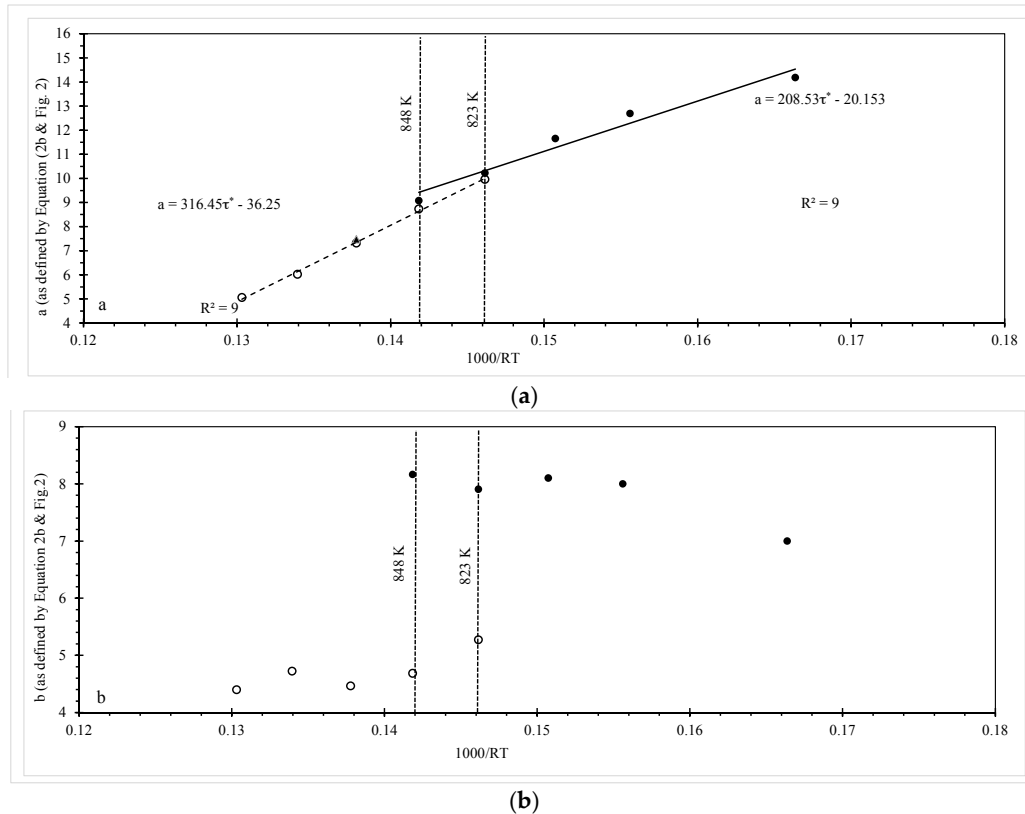 a (as defined by Equation (2b & Fig. 2)
16
15
14
13
12
11
10
9
8
7
6
5
4
848 K
823 K
a = 208.53τ* - 20.153
a = 316.45τ* - 36.25
R² = 9
R² = 9
a
0.12 0.13 0.14 0.15 0.16 0.17 0.18
1000/RT
(a)
b (as defined by Equation 2b & Fig.2)
9
8
7
6
5
4
848 K
823 K
b
0.12 0.13 0.14 0.15 0.16 0.17 0.18
1000/RT
(b)